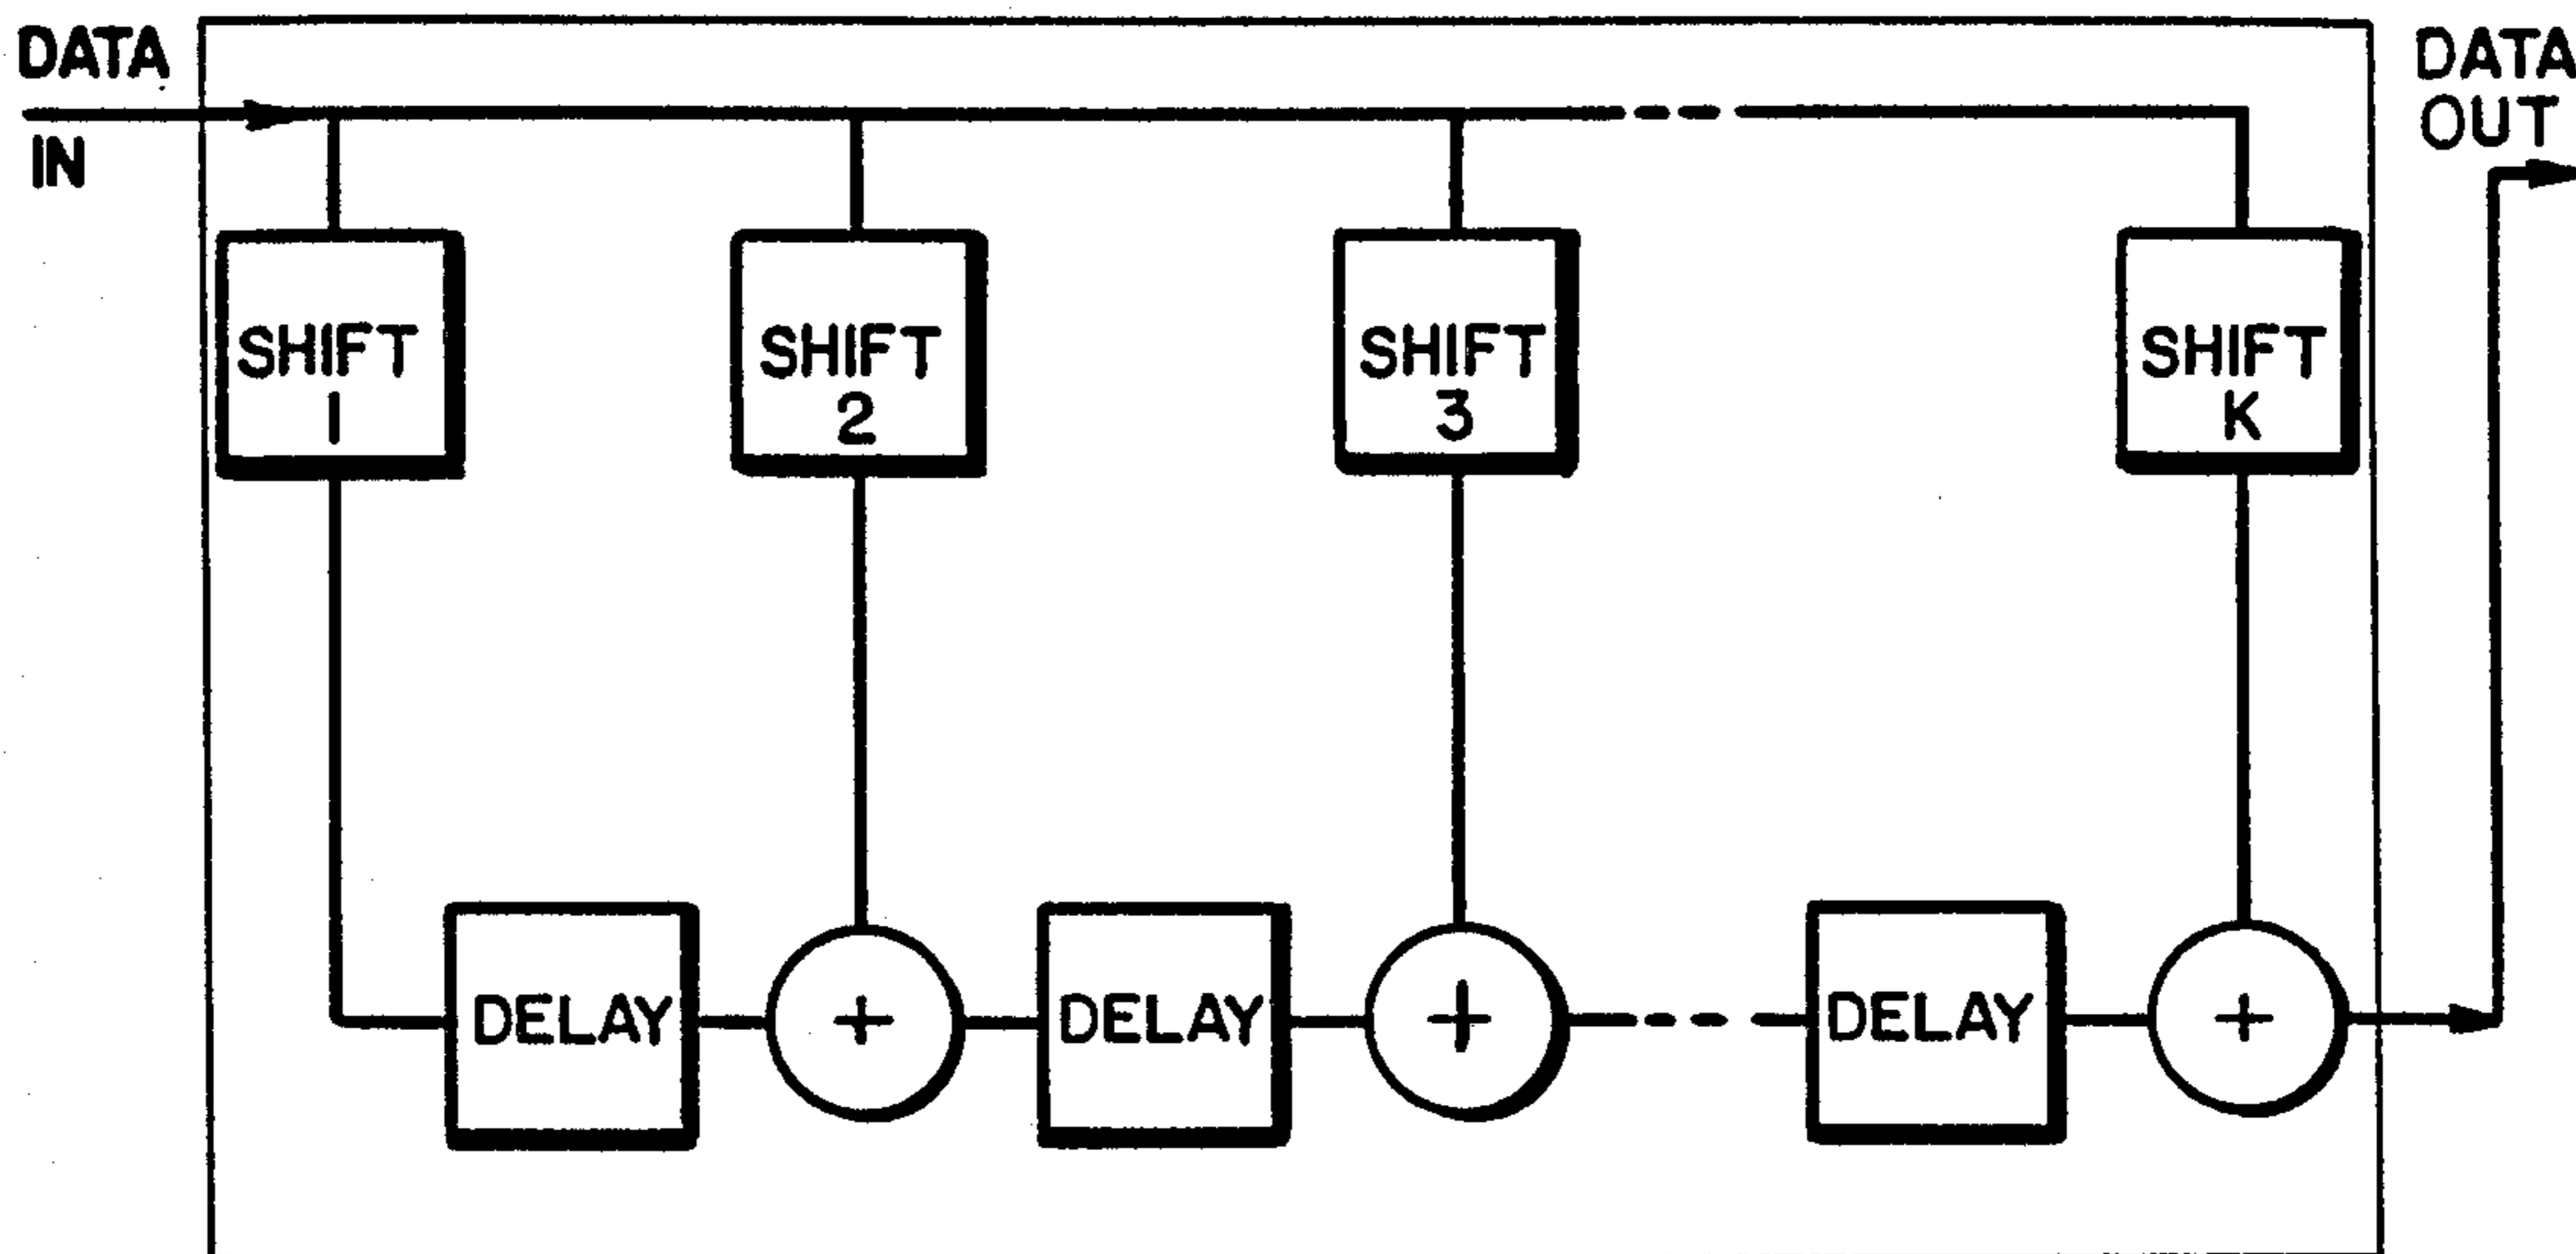 DATA
IN
DATA
OUT
SHIFT
1
SHIFT
2
SHIFT
3
SHIFT
K
DELAY
+
DELAY
+
DELAY
+